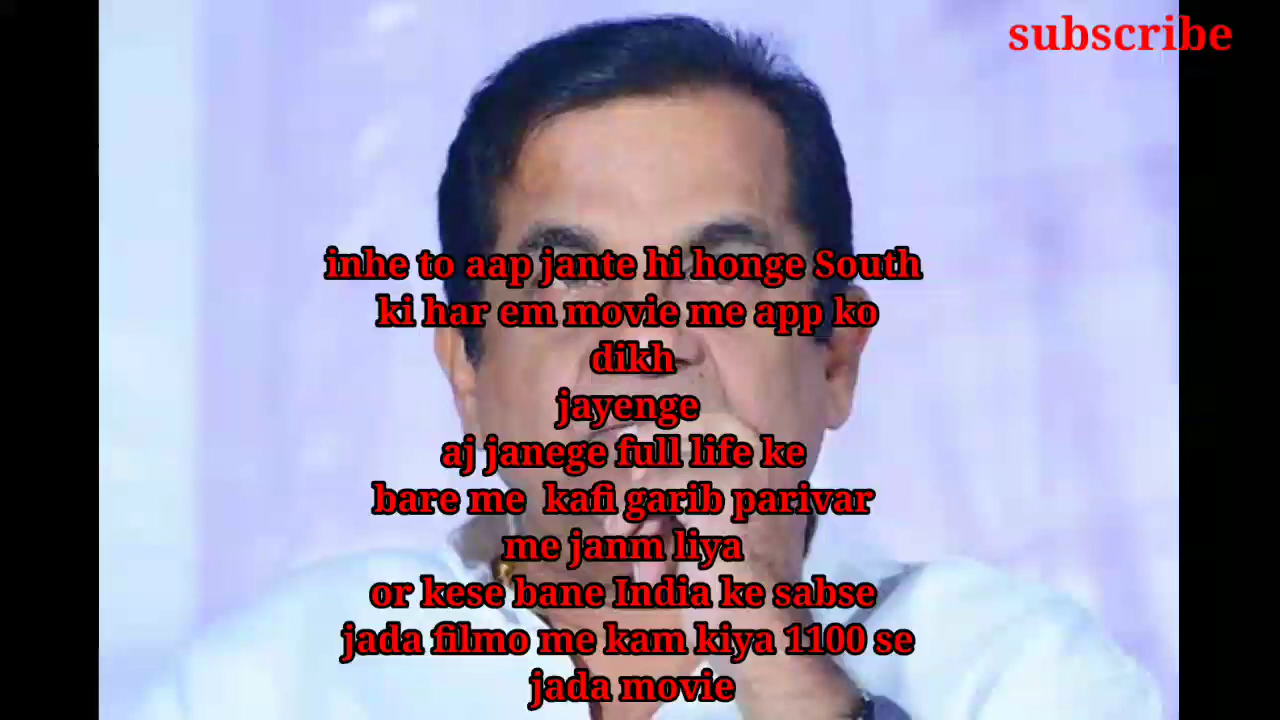 subscribe
inhe to aap jante hi honge South
ki har em movie me app ko
dikh
jayenge
aj janege full life ke
bare me  kafi garib parivar
me janm liya
or kese bane India ke sabse
jada filmo me kam kiya 1100 se
jada movie